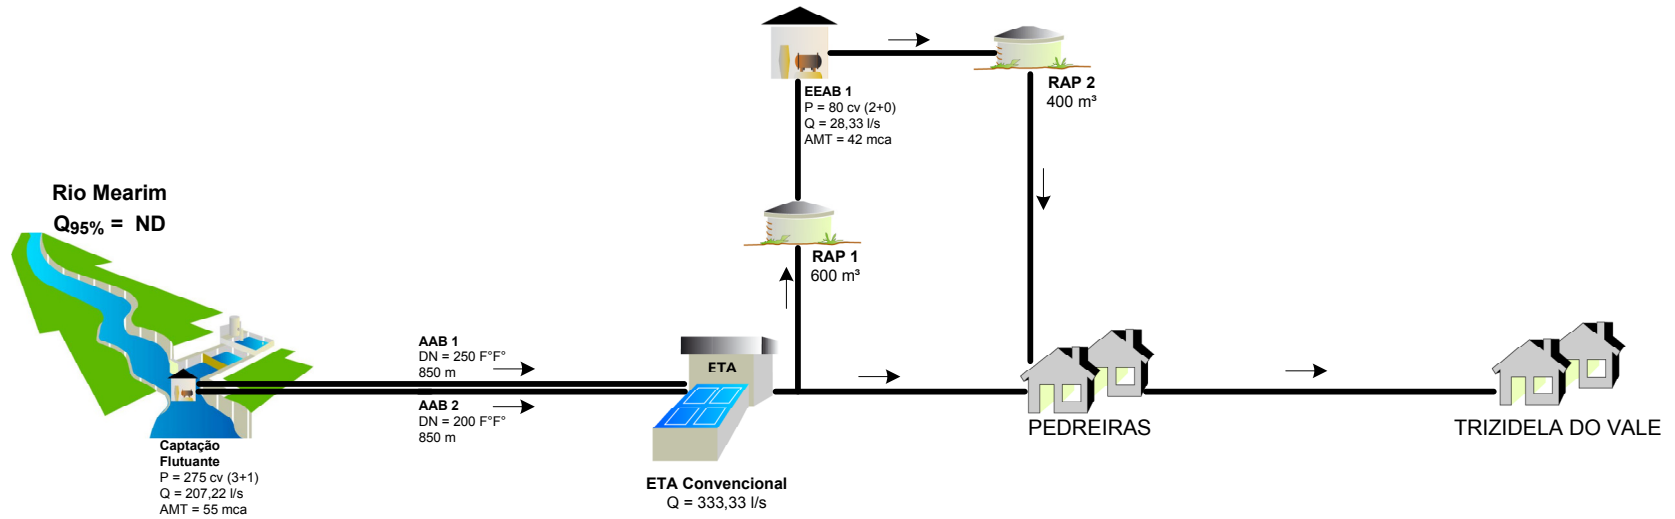 Rio Mearim
Q95% = ND
Captação
Flutuante
P = 275 cv (3+1)
Q = 207,22 l/s
AMT = 55 mca
AAB 1
DN = 250 F°F°
850 m
AAB 2
DN = 200 F°F°
850 m
ETA
ETA Convencional
Q = 333,33 l/s
RAP 1
600 m³
EEAB 1
P = 80 cv (2+0)
Q = 28,33 l/s
AMT = 42 mca
RAP 2
400 m³
PEDREIRAS
TRIZIDELA DO VALE